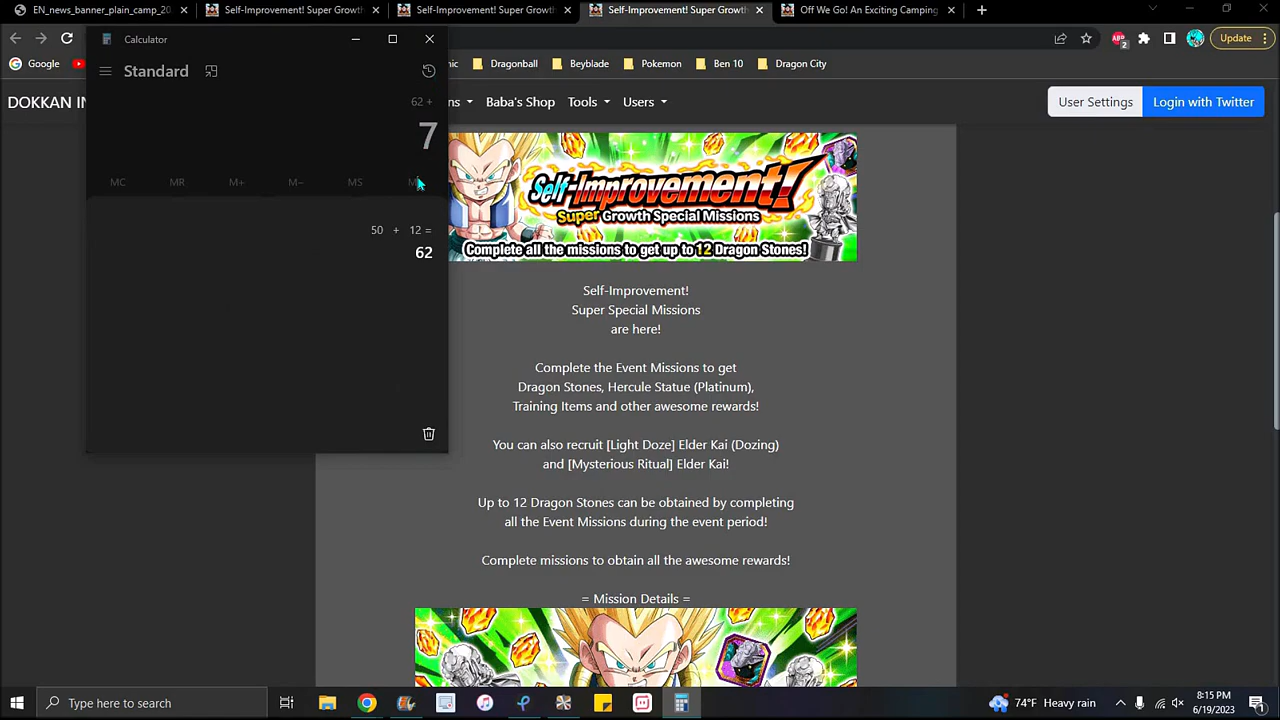 EN_news_banner_plain_camp_20
Self-Improvement! Super Growth
Self-Improvement! Super Growth
Self-Improvement! Super Growth
Off We Go! An Exciting Camping
Update
Google
Dragonball
Beyblade
Pokemon
Ben 10
Dragon City
Calculator
Standard
62 +
7
MC MR M+ M− MS
50 + 12 =
62
DOKKAN IN
Baba's Shop
Tools
Users
User Settings
Login with Twitter
Self-Improvement!
Super Growth Special Missions
Complete all the missions to get up to 12 Dragon Stones!
Self-Improvement!
Super Special Missions
are here!
Complete the Event Missions to get
Dragon Stones, Hercule Statue (Platinum),
Training Items and other awesome rewards!
You can also recruit [Light Doze] Elder Kai (Dozing)
and [Mysterious Ritual] Elder Kai!
Up to 12 Dragon Stones can be obtained by completing
all the Event Missions during the event period!
Complete missions to obtain all the awesome rewards!
= Mission Details =
Type here to search
74°F Heavy rain
8:15 PM
6/19/2023